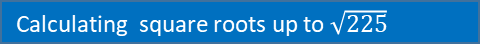 Calculating square roots up to √225